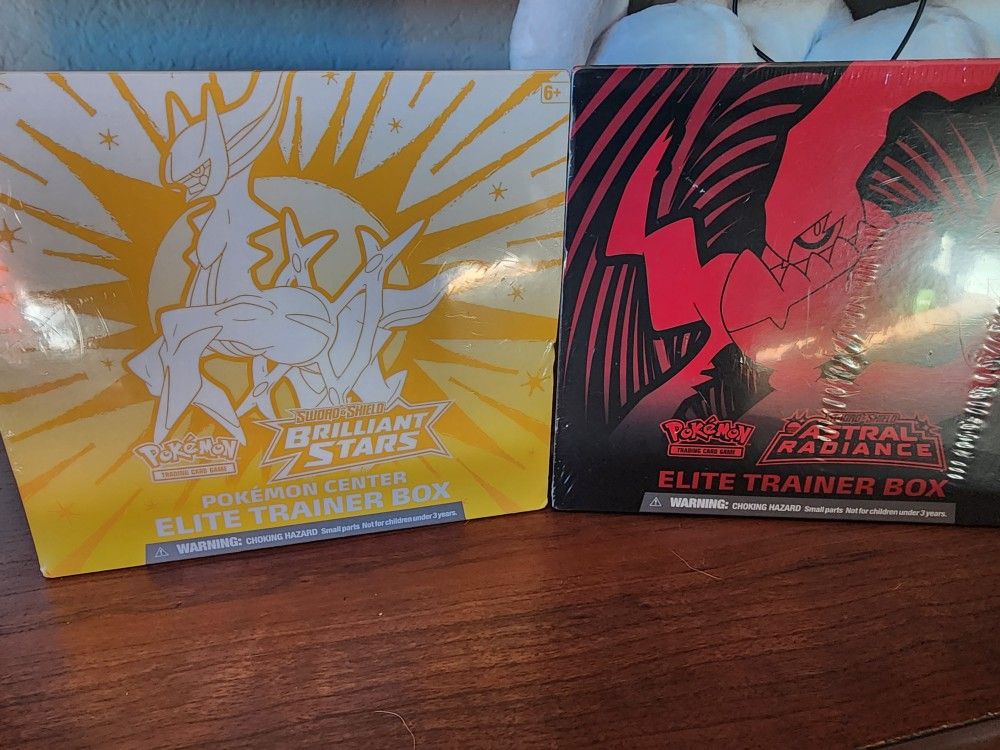 6+
SWORD & SHIELD
BRILLIANT
STARS
POKÉMON
TRADING CARD GAME
POKÉMON CENTER
ELITE TRAINER BOX
WARNING: CHOKING HAZARD Small parts Not for children under 3 years.
POKÉMON
TRADING CARD GAME
SWORD & SHIELD
ASTRAL
RADIANCE
ELITE TRAINER BOX
WARNING: CHOKING HAZARD Small parts Not for children under 3 years.